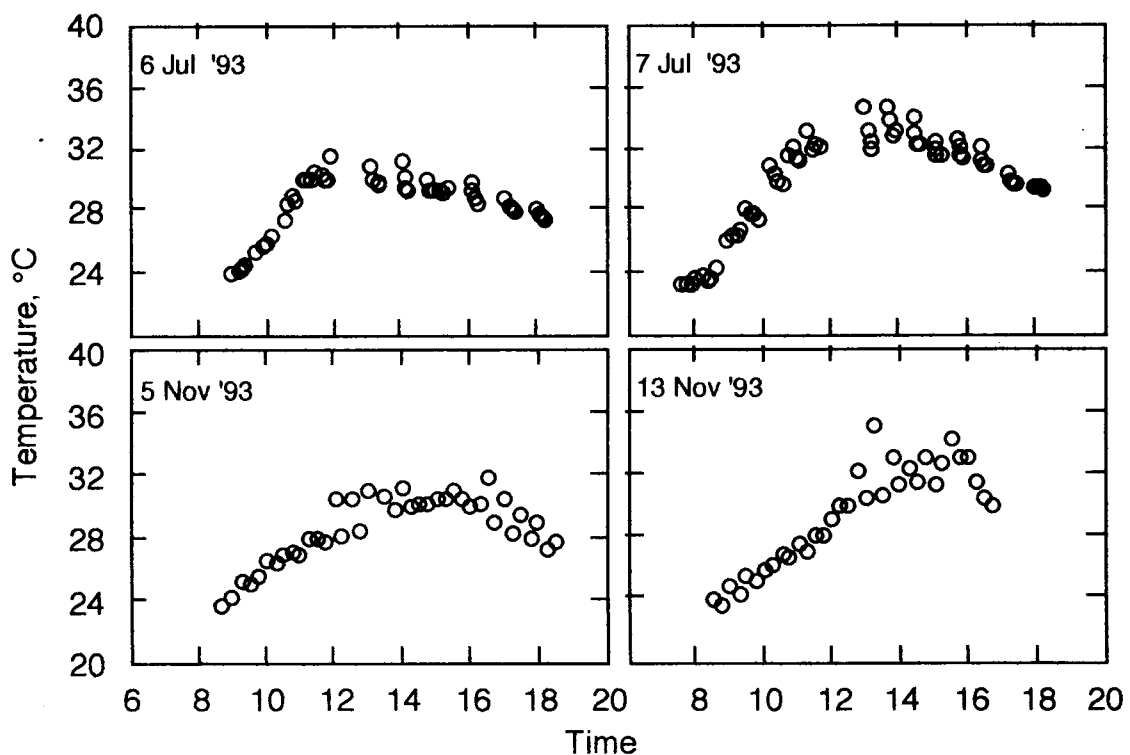 40
36
32
28
24
6 Jul '93
7 Jul '93
40
36
32
28
24
20
5 Nov '93
13 Nov '93
6 8 10 12 14 16 18 20 8 10 12 14 16 18 20
Temperature, °C
Time